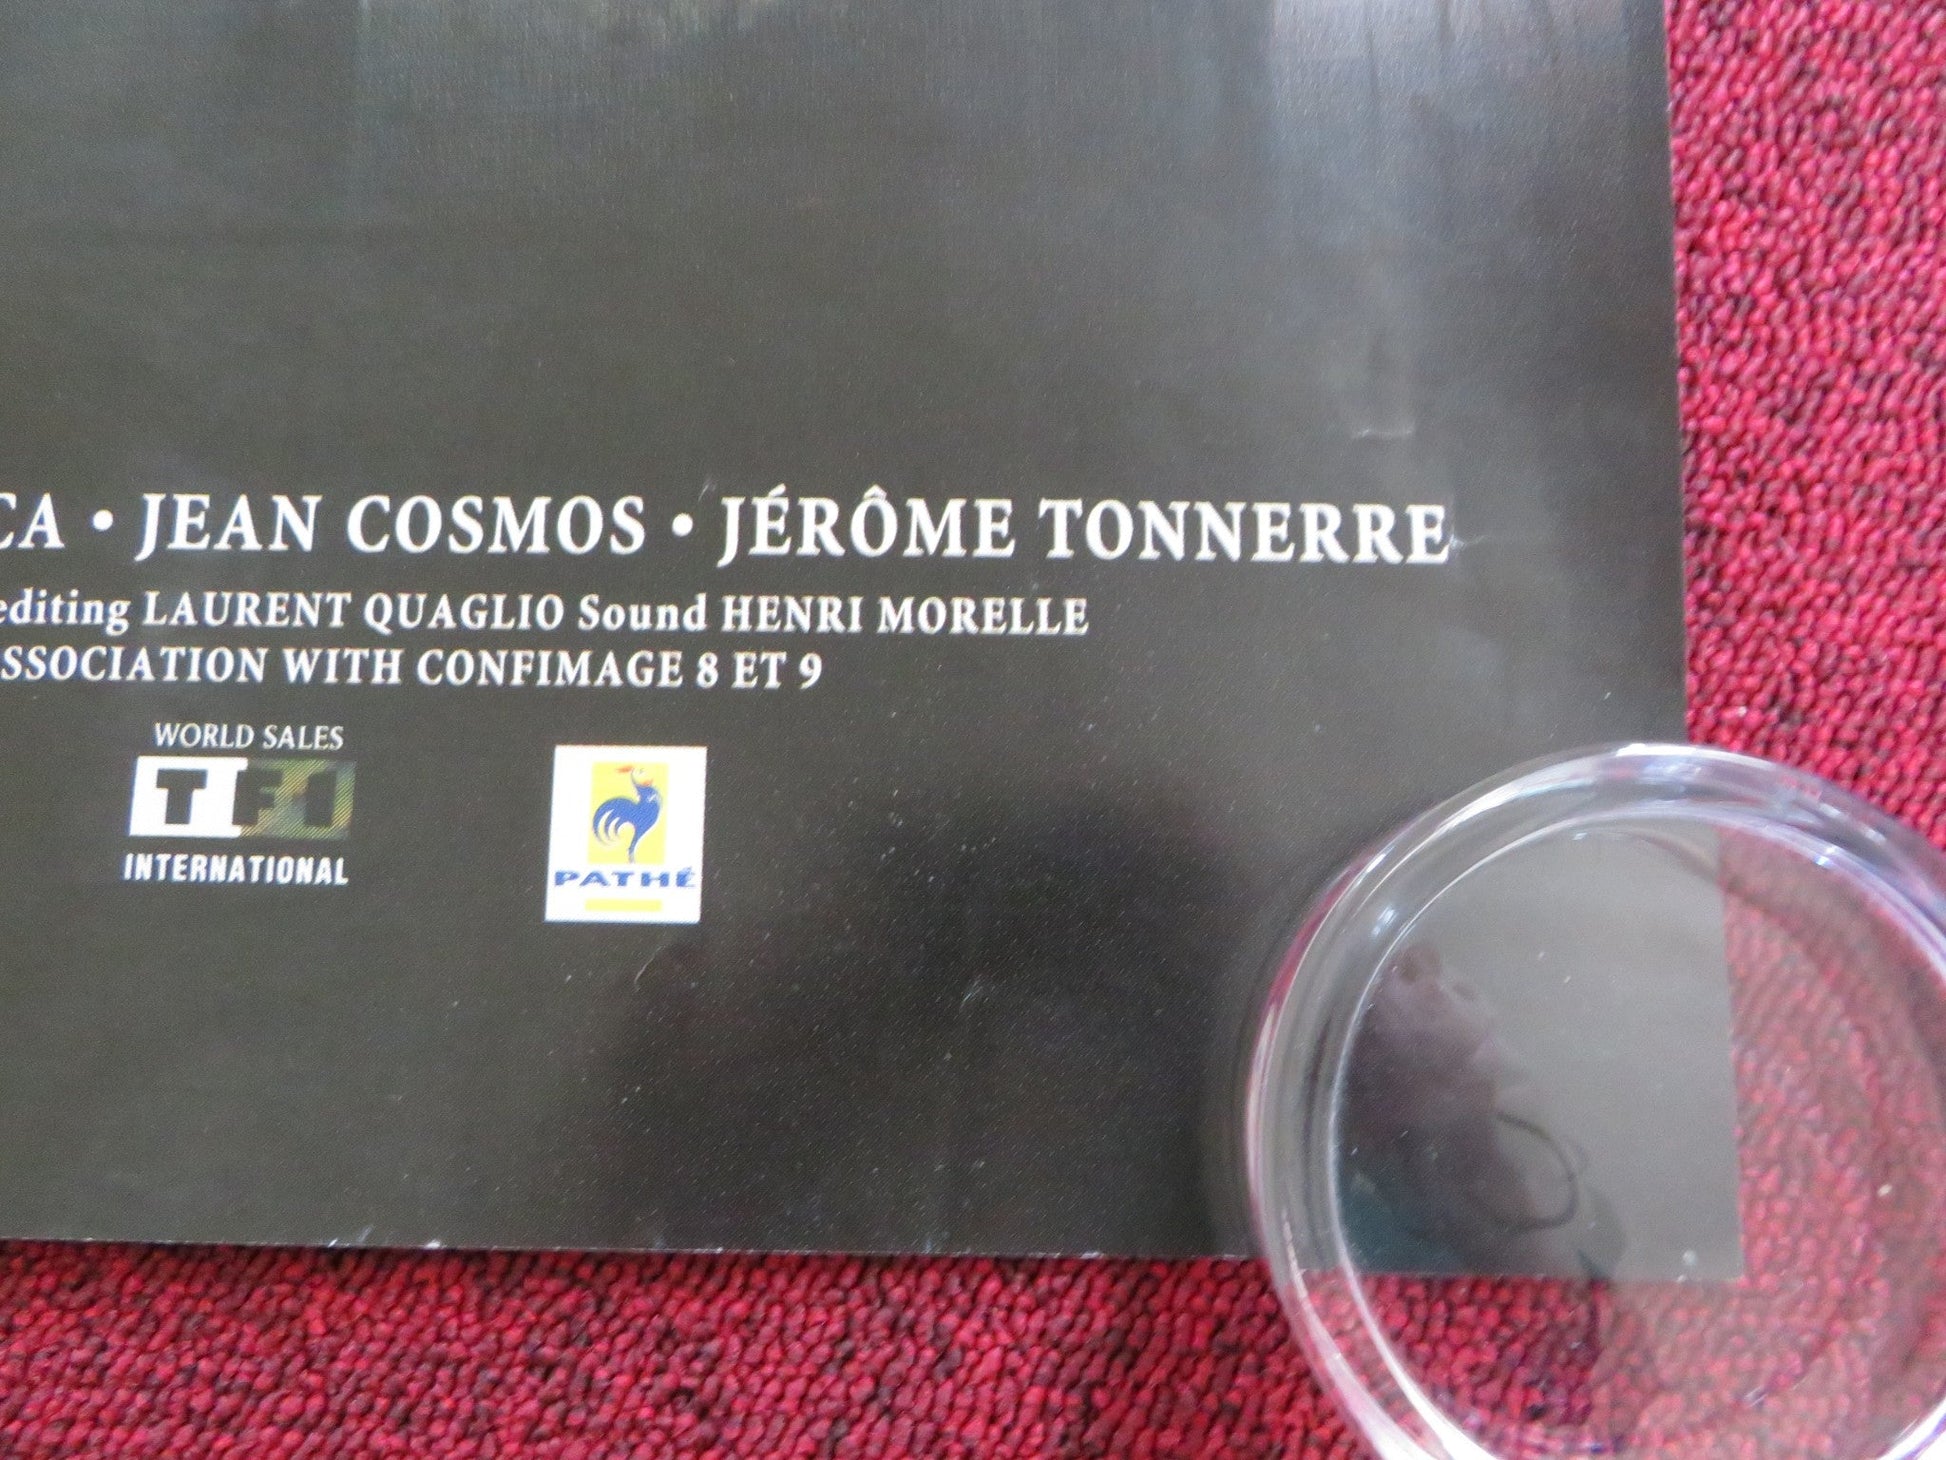 CA • JEAN COSMOS • JÉRÔME TONNERRE
editing LAURENT QUAGLIO Sound HENRI MORELLE
SSOCIATION WITH CONFIMAGE 8 ET 9
WORLD SALES
TF1
INTERNATIONAL
PATHÉ